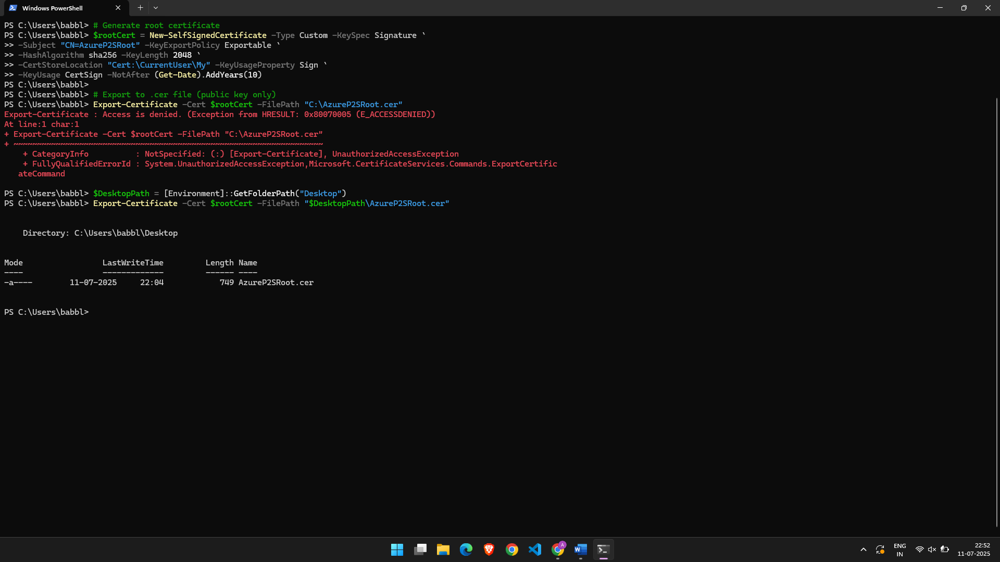 Windows PowerShell
PS C:\Users\babbl> # Generate root certificate
PS C:\Users\babbl> $rootCert = New-SelfSignedCertificate -Type Custom -KeySpec Signature `
>> -Subject "CN=AzureP2SRoot" -KeyExportPolicy Exportable `
>> -HashAlgorithm sha256 -KeyLength 2048 `
>> -CertStoreLocation "Cert:\CurrentUser\My" -KeyUsageProperty Sign `
>> -KeyUsage CertSign -NotAfter (Get-Date).AddYears(10)
PS C:\Users\babbl>
PS C:\Users\babbl> # Export to .cer file (public key only)
PS C:\Users\babbl> Export-Certificate -Cert $rootCert -FilePath "C:\AzureP2SRoot.cer"
Export-Certificate : Access is denied. (Exception from HRESULT: 0x80070005 (E_ACCESSDENIED))
At line:1 char:1
+ Export-Certificate -Cert $rootCert -FilePath "C:\AzureP2SRoot.cer"
+ ~~~~~~~~~~~~~~~~~~~~~~~~~~~~~~~~~~~~~~~~~~~~~~~~~~~~~~~~~~~~~~~~~~
    + CategoryInfo          : NotSpecified: (:) [Export-Certificate], UnauthorizedAccessException
    + FullyQualifiedErrorId : System.UnauthorizedAccessException,Microsoft.CertificateServices.Commands.ExportCertific
   ateCommand
PS C:\Users\babbl> $DesktopPath = [Environment]::GetFolderPath("Desktop")
PS C:\Users\babbl> Export-Certificate -Cert $rootCert -FilePath "$DesktopPath\AzureP2SRoot.cer"
    Directory: C:\Users\babbl\Desktop
Mode                 LastWriteTime         Length Name
----                 -------------         ------ ----
-a----        11-07-2025     22:04            749 AzureP2SRoot.cer
PS C:\Users\babbl>
ENG
IN
22:52
11-07-2025